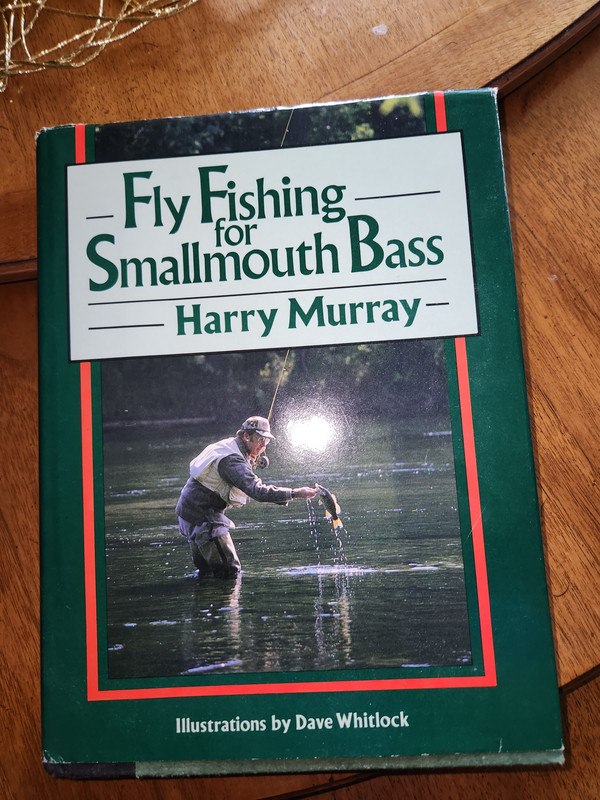 Fly Fishing
for
Smallmouth Bass
Harry Murray
Illustrations by Dave Whitlock